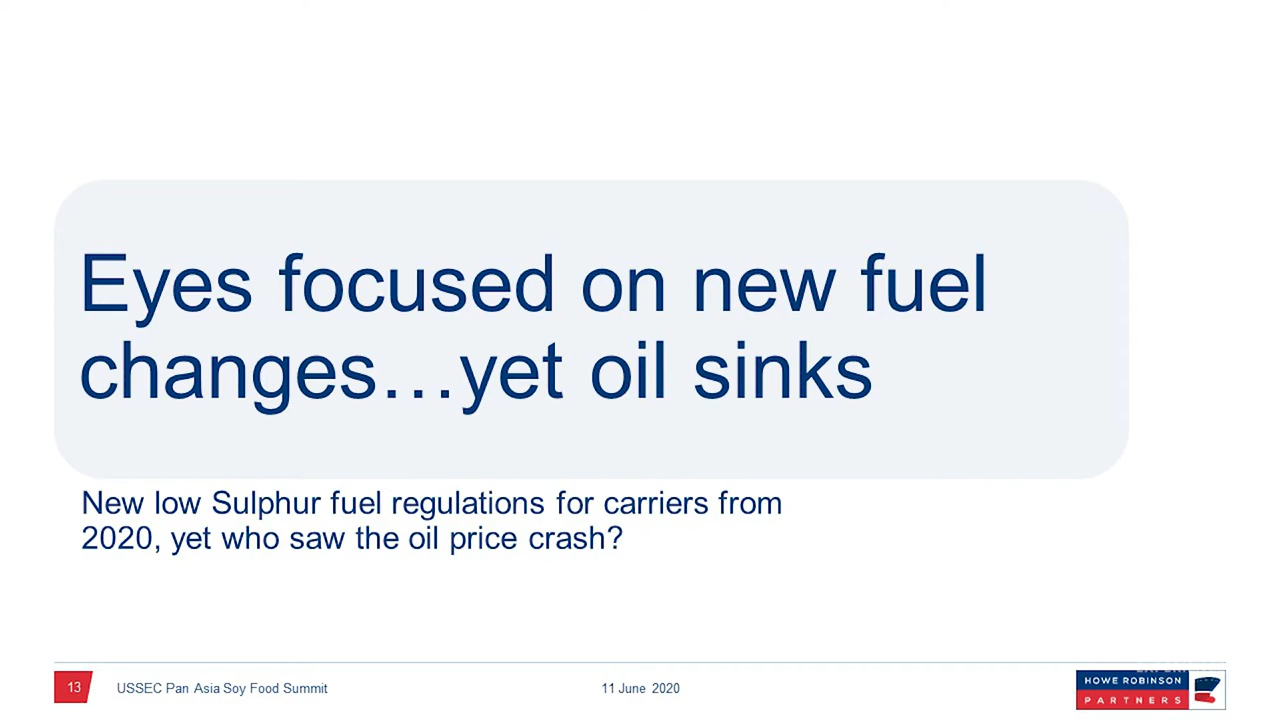 Eyes focused on new fuel
changes…yet oil sinks
New low Sulphur fuel regulations for carriers from
2020, yet who saw the oil price crash?
13
USSEC Pan Asia Soy Food Summit
11 June 2020
HOWE ROBINSON
PARTNERS